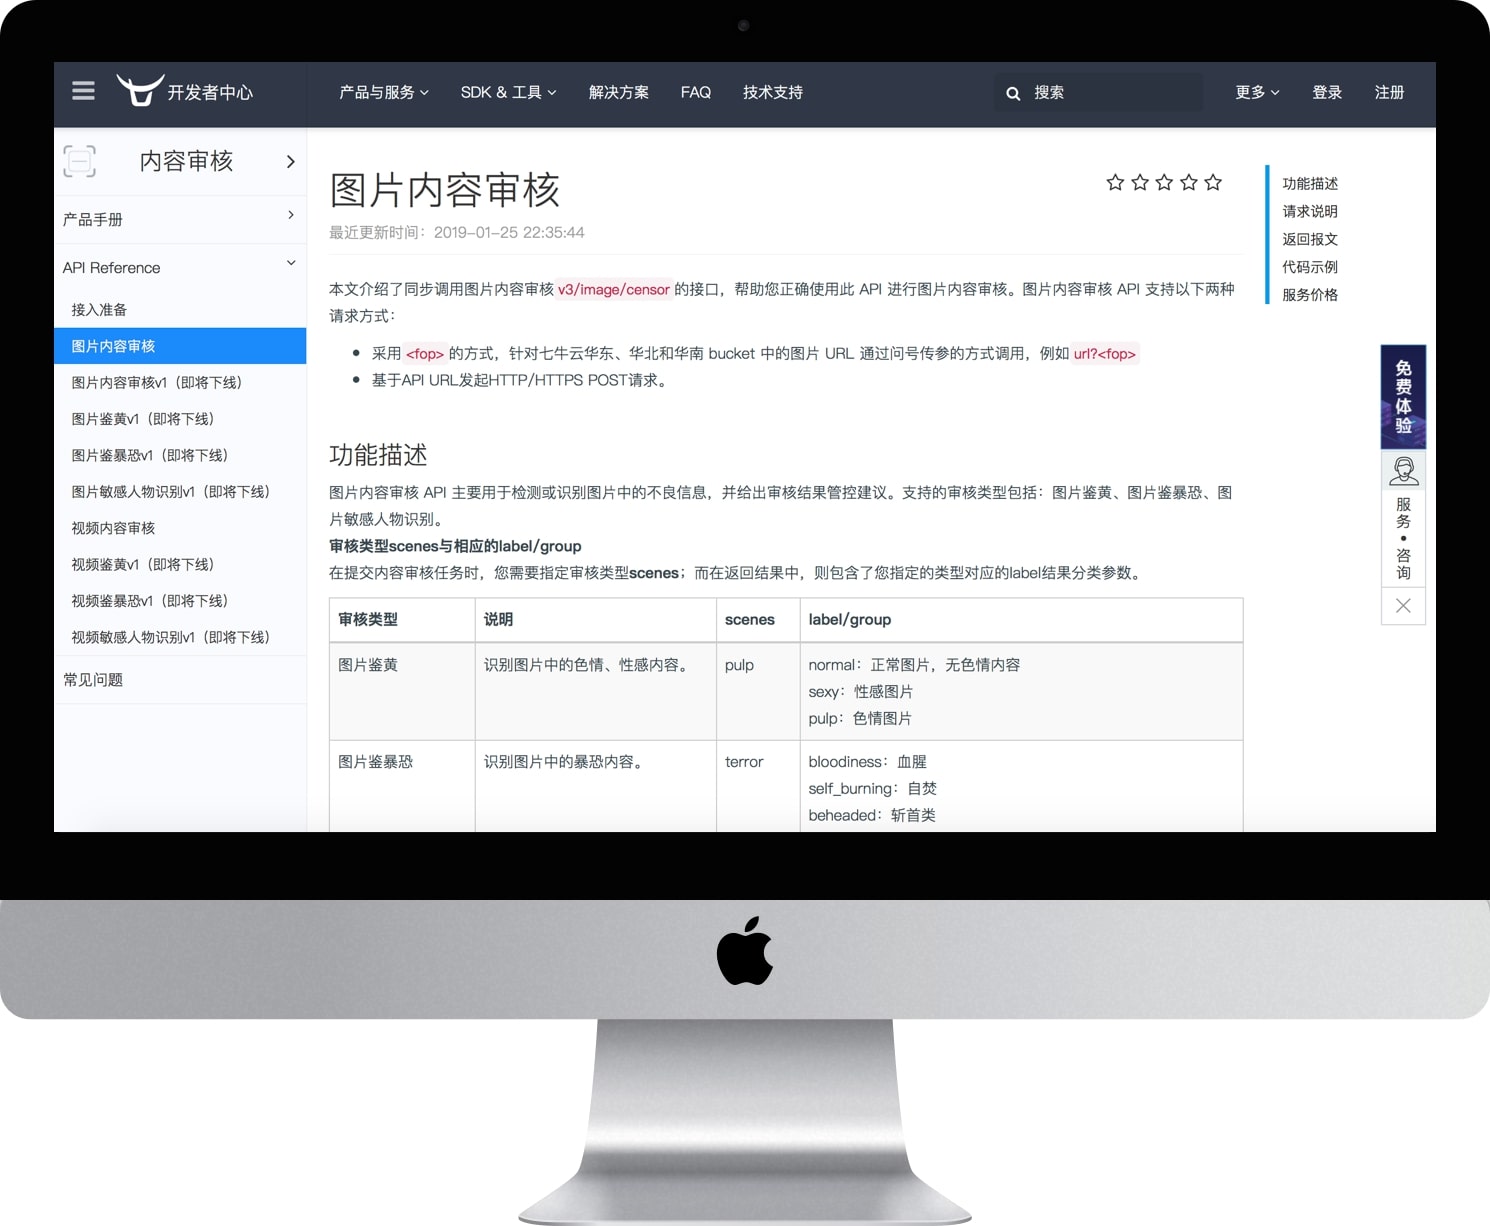 开发者中心
产品与服务
SDK & 工具
解决方案
FAQ
技术支持
搜索
更多
登录
注册
内容审核
产品手册
API Reference
接入准备
图片内容审核
图片内容审核v1（即将下线）
图片鉴黄v1（即将下线）
图片鉴暴恐v1（即将下线）
图片敏感人物识别v1（即将下线）
视频内容审核
视频鉴黄v1（即将下线）
视频鉴暴恐v1（即将下线）
视频敏感人物识别v1（即将下线）
常见问题
图片内容审核
最近更新时间：2019-01-25 22:35:44
本文介绍了同步调用图片内容审核 v3/image/censor 的接口，帮助您正确使用此 API 进行图片内容审核。图片内容审核 API 支持以下两种
请求方式：
采用 <fop> 的方式，针对七牛云华东、华北和华南 bucket 中的图片 URL 通过问号传参的方式调用，例如 url?<fop>
基于API URL发起HTTP/HTTPS POST请求。
功能描述
图片内容审核 API 主要用于检测或识别图片中的不良信息，并给出审核结果管控建议。支持的审核类型包括：图片鉴黄、图片鉴暴恐、图
片敏感人物识别。
审核类型scenes与相应的label/group
在提交内容审核任务时，您需要指定审核类型scenes；而在返回结果中，则包含了您指定的类型对应的label结果分类参数。
审核类型 说明 scenes label/group
图片鉴黄 识别图片中的色情、性感内容。 pulp normal：正常图片，无色情内容
sexy：性感图片
pulp：色情图片
图片鉴暴恐 识别图片中的暴恐内容。 terror bloodiness：血腥
self_burning：自焚
beheaded：斩首类
功能描述
请求说明
返回报文
代码示例
服务价格
免费体验
服务•咨询